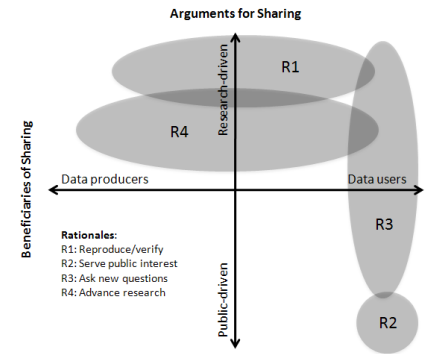 Arguments for Sharing
Research-driven
R1
R4
Beneficiaries of Sharing
Data producers
Data users
R3
Rationales:
R1: Reproduce/verify
R2: Serve public interest
R3: Ask new questions
R4: Advance research
Public-driven
R2